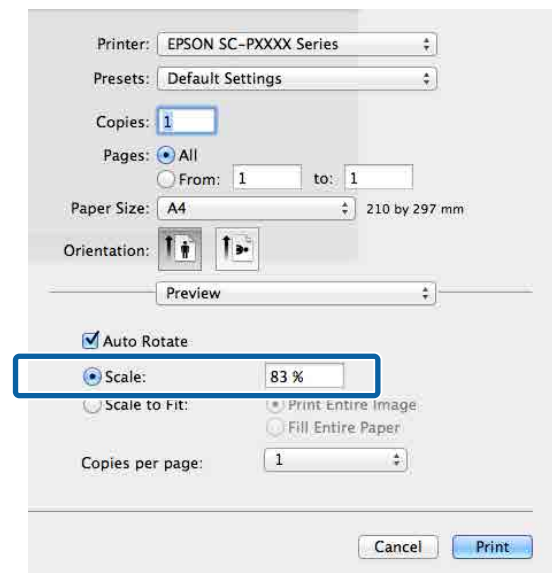 Printer: EPSON SC-PXXXX Series
Presets: Default Settings
Copies: 1
Pages: All
From: 1 to: 1
Paper Size: A4 210 by 297 mm
Orientation:
Preview
Auto Rotate
Scale: 83 %
Scale to Fit: Print Entire Image
Fill Entire Paper
Copies per page: 1
Cancel Print